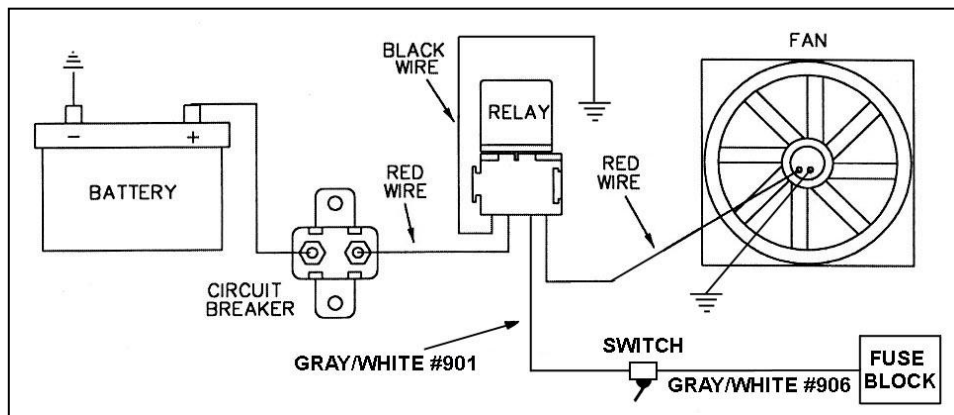 FAN
BLACK
WIRE
RELAY
- +
BATTERY
RED
WIRE
RED
WIRE
CIRCUIT
BREAKER
GRAY/WHITE #901
SWITCH
GRAY/WHITE #906
FUSE
BLOCK